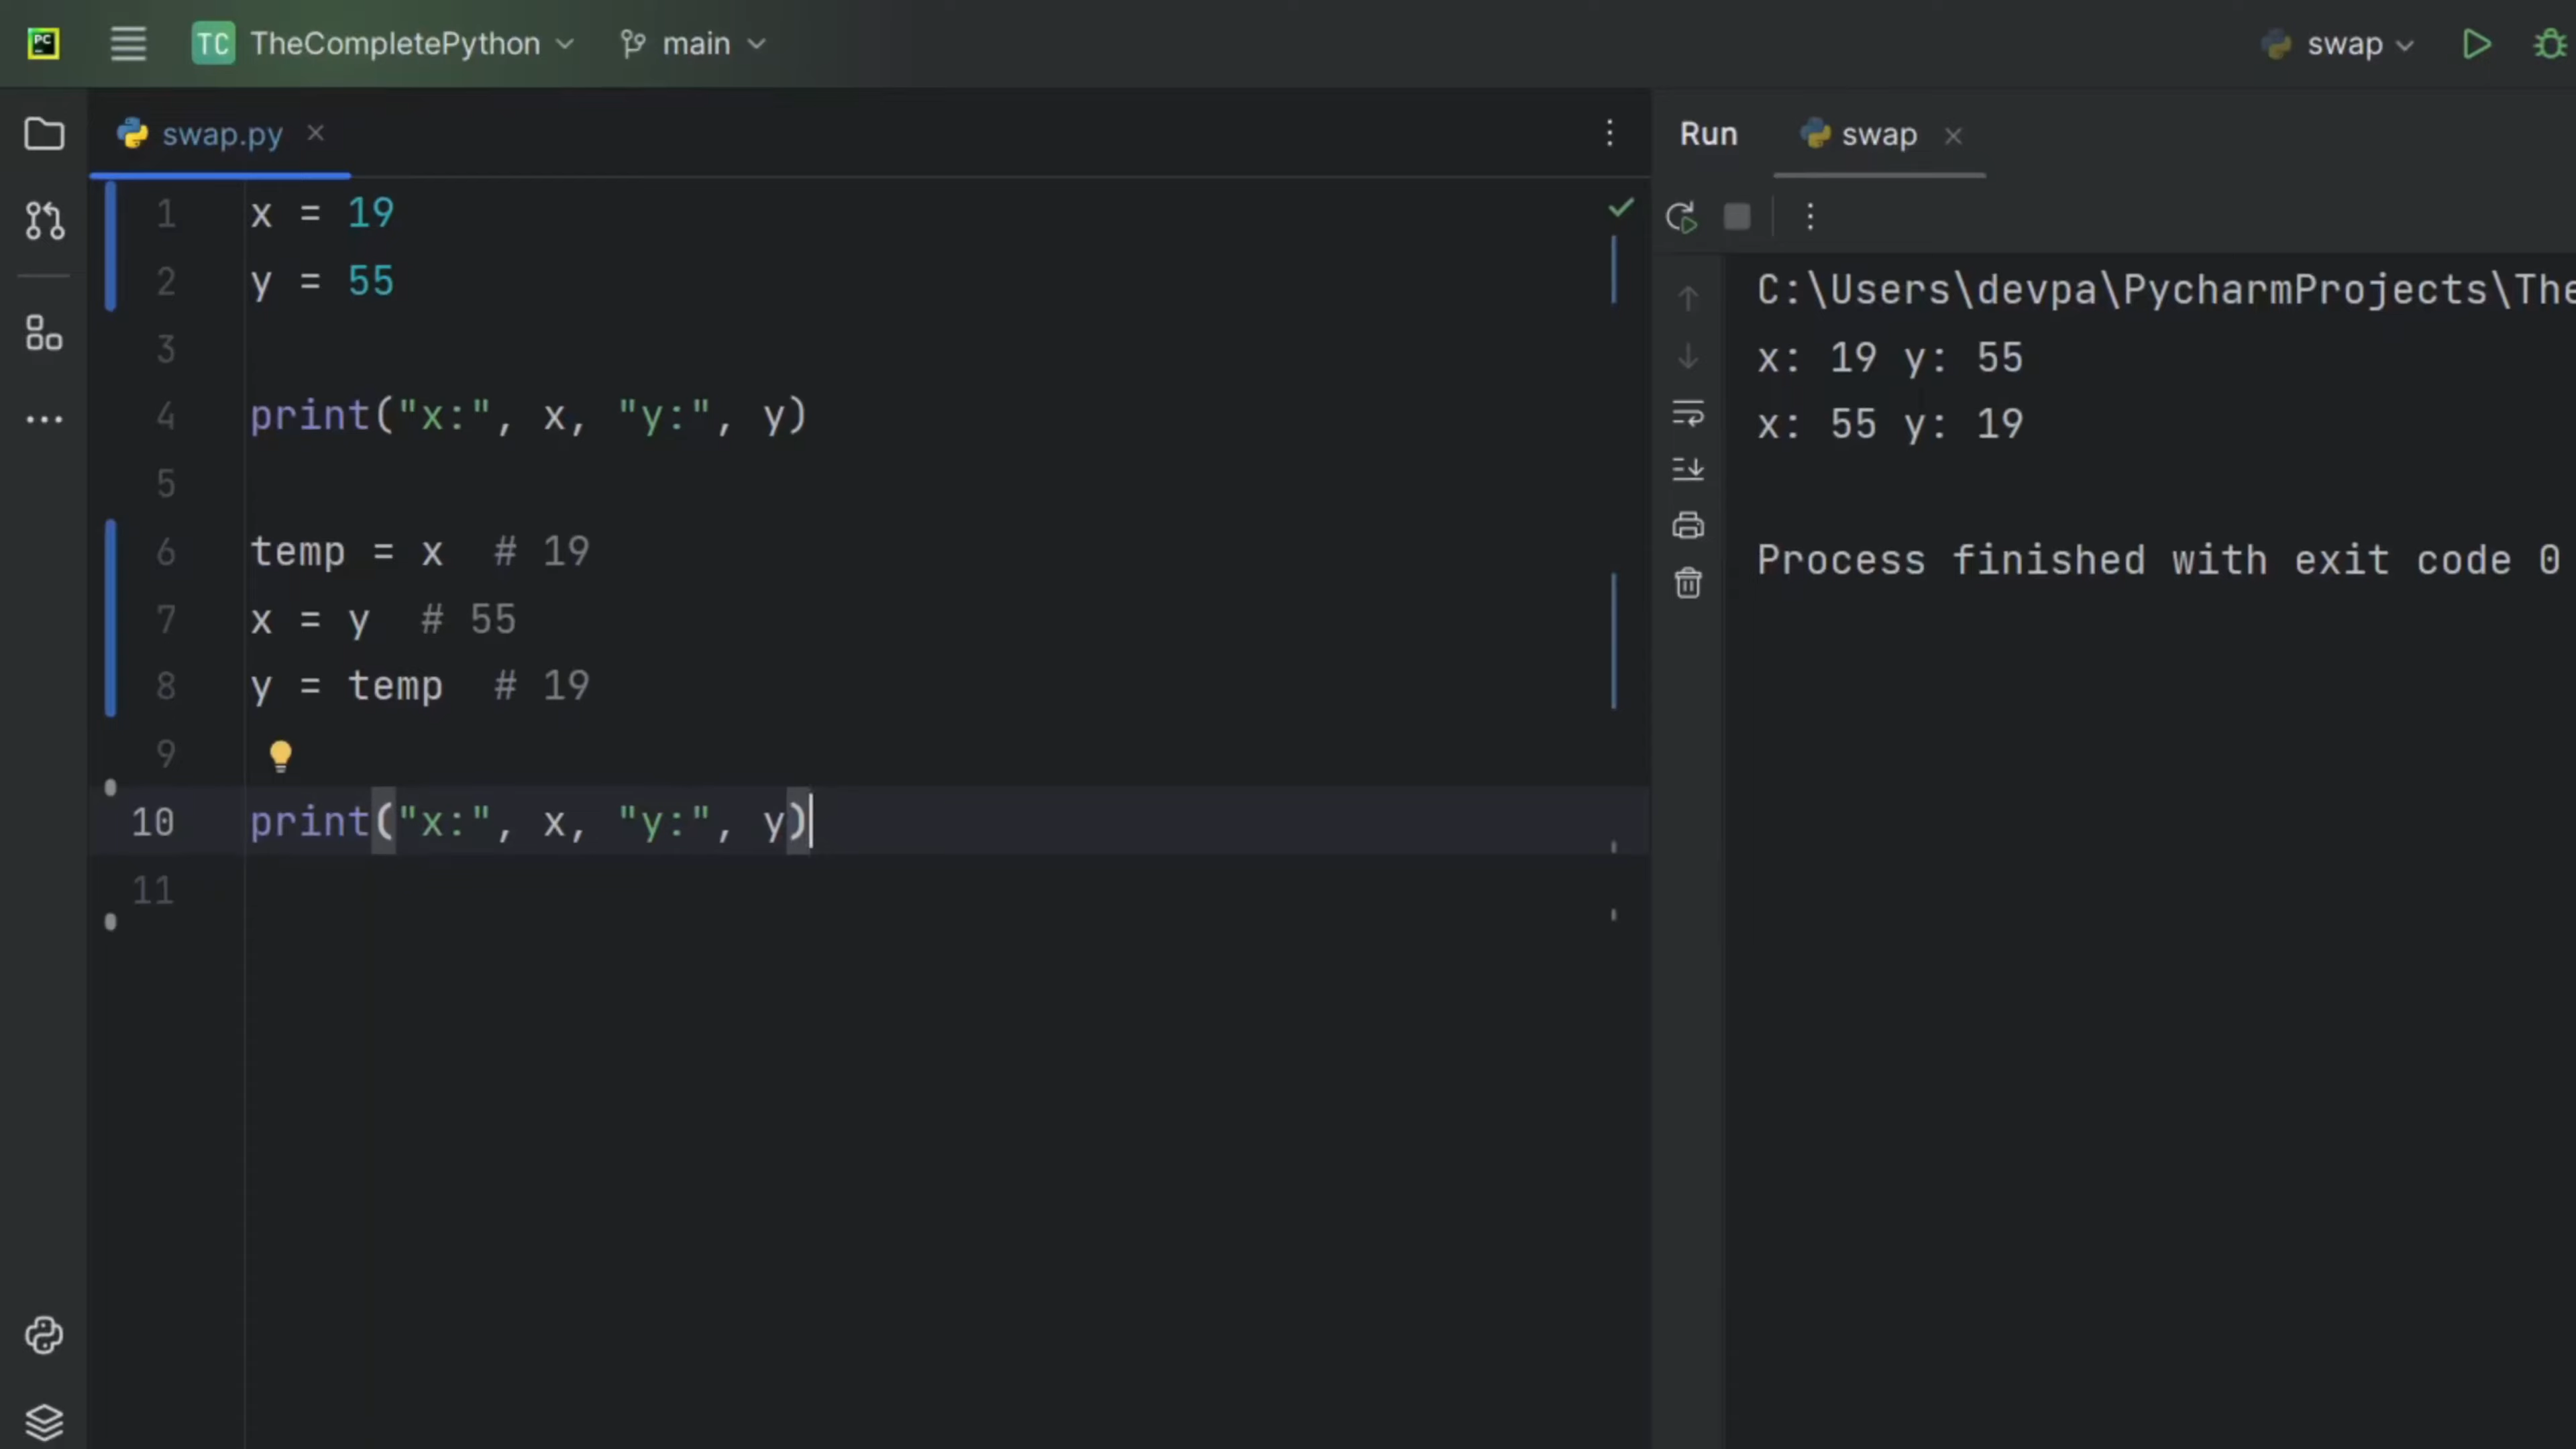 PC TC TheCompletePython main swap
swap.py
1 x = 19
2 y = 55
3
4 print("x:", x, "y:", y)
5
6 temp = x  # 19
7 x = y  # 55
8 y = temp  # 19
9
10 print("x:", x, "y:", y)
11
Run swap
C:\Users\devpa\PycharmProjects\The
x: 19 y: 55
x: 55 y: 19
Process finished with exit code 0